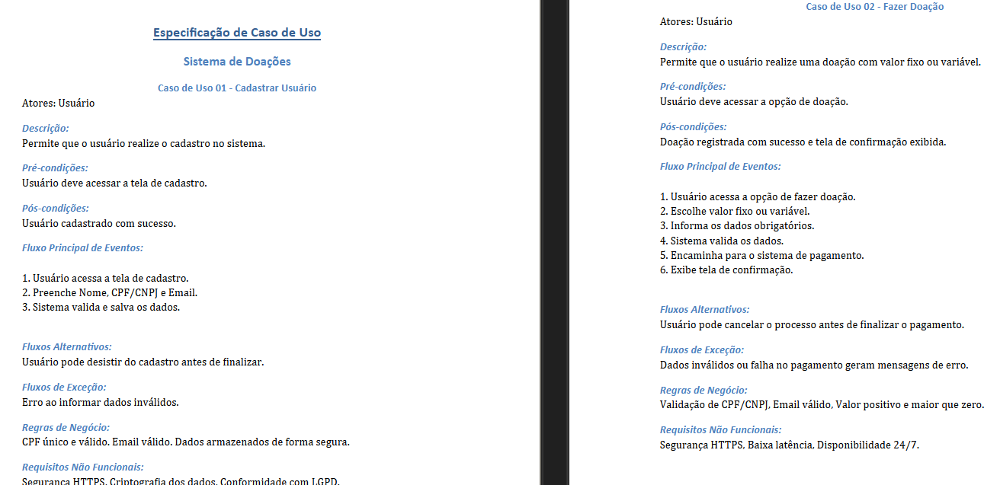 Especificação de Caso de Uso
Sistema de Doações
Caso de Uso 01 - Cadastrar Usuário
Atores: Usuário
Descrição:
Permite que o usuário realize o cadastro no sistema.
Pré-condições:
Usuário deve acessar a tela de cadastro.
Pós-condições:
Usuário cadastrado com sucesso.
Fluxo Principal de Eventos:
1. Usuário acessa a tela de cadastro.
2. Preenche Nome, CPF/CNPJ e Email.
3. Sistema valida e salva os dados.
Fluxos Alternativos:
Usuário pode desistir do cadastro antes de finalizar.
Fluxos de Exceção:
Erro ao informar dados inválidos.
Regras de Negócio:
CPF único e válido. Email válido. Dados armazenados de forma segura.
Requisitos Não Funcionais:
Segurança HTTPS, Criptografia dos dados, Conformidade com LGPD.
Caso de Uso 02 - Fazer Doação
Atores: Usuário
Descrição:
Permite que o usuário realize uma doação com valor fixo ou variável.
Pré-condições:
Usuário deve acessar a opção de doação.
Pós-condições:
Doação registrada com sucesso e tela de confirmação exibida.
Fluxo Principal de Eventos:
1. Usuário acessa a opção de fazer doação.
2. Escolhe valor fixo ou variável.
3. Informa os dados obrigatórios.
4. Sistema valida os dados.
5. Encaminha para o sistema de pagamento.
6. Exibe tela de confirmação.
Fluxos Alternativos:
Usuário pode cancelar o processo antes de finalizar o pagamento.
Fluxos de Exceção:
Dados inválidos ou falha no pagamento geram mensagens de erro.
Regras de Negócio:
Validação de CPF/CNPJ, Email válido, Valor positivo e maior que zero.
Requisitos Não Funcionais:
Segurança HTTPS, Baixa latência, Disponibilidade 24/7.